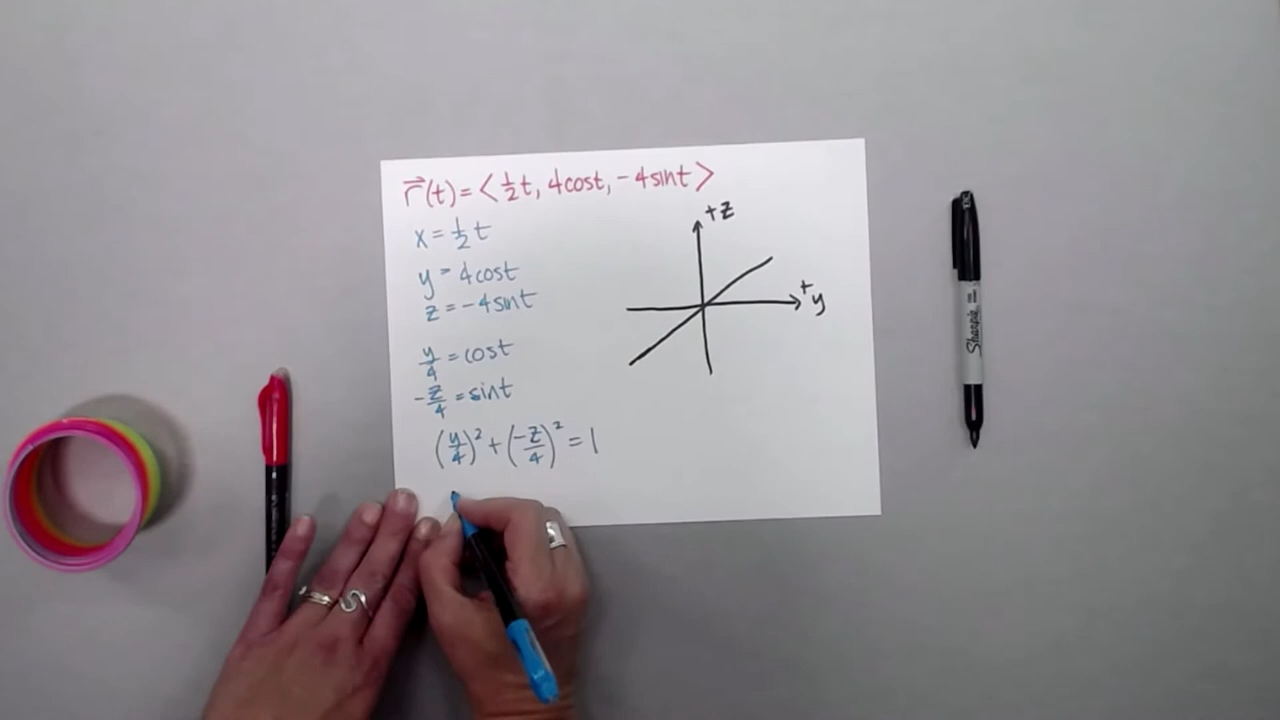 r⃗(t) = ⟨½t, 4cost, -4sint⟩
x = ½t
y = 4cost
z = -4sint
y/4 = cost
-z/4 = sint
(y/4)² + (-z/4)² = 1
+z
+y
Sharpie